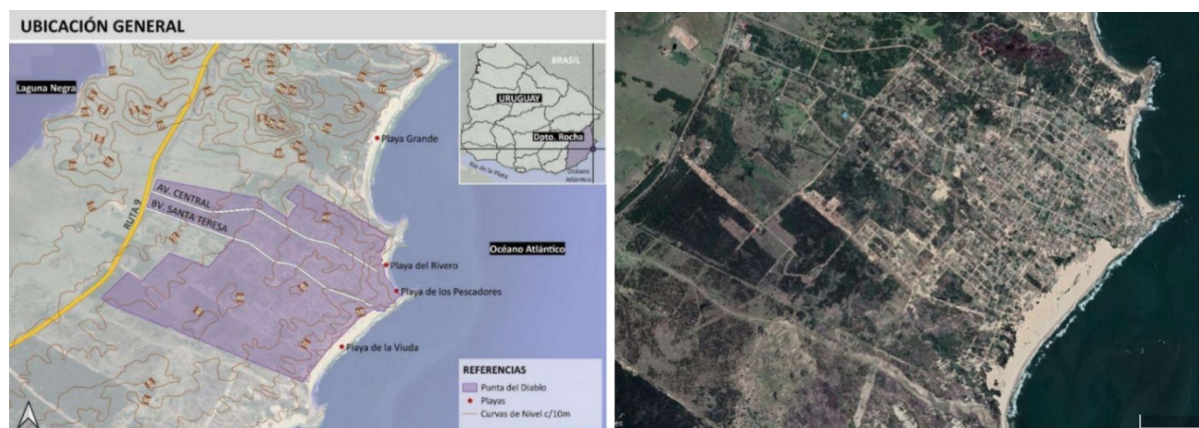 UBICACIÓN GENERAL
Laguna Negra
BRASIL
URUGUAY
Dpto. Rocha
Río de la Plata
Océano
Atlántico
Playa Grande
RUTA 9
AV. CENTRAL
BV. SANTA TERESA
Océano Atlántico
Playa del Rivero
Playa de los Pescadores
Playa de la Viuda
REFERENCIAS
Punta del Diablo
Playas
Curvas de Nivel c/10m